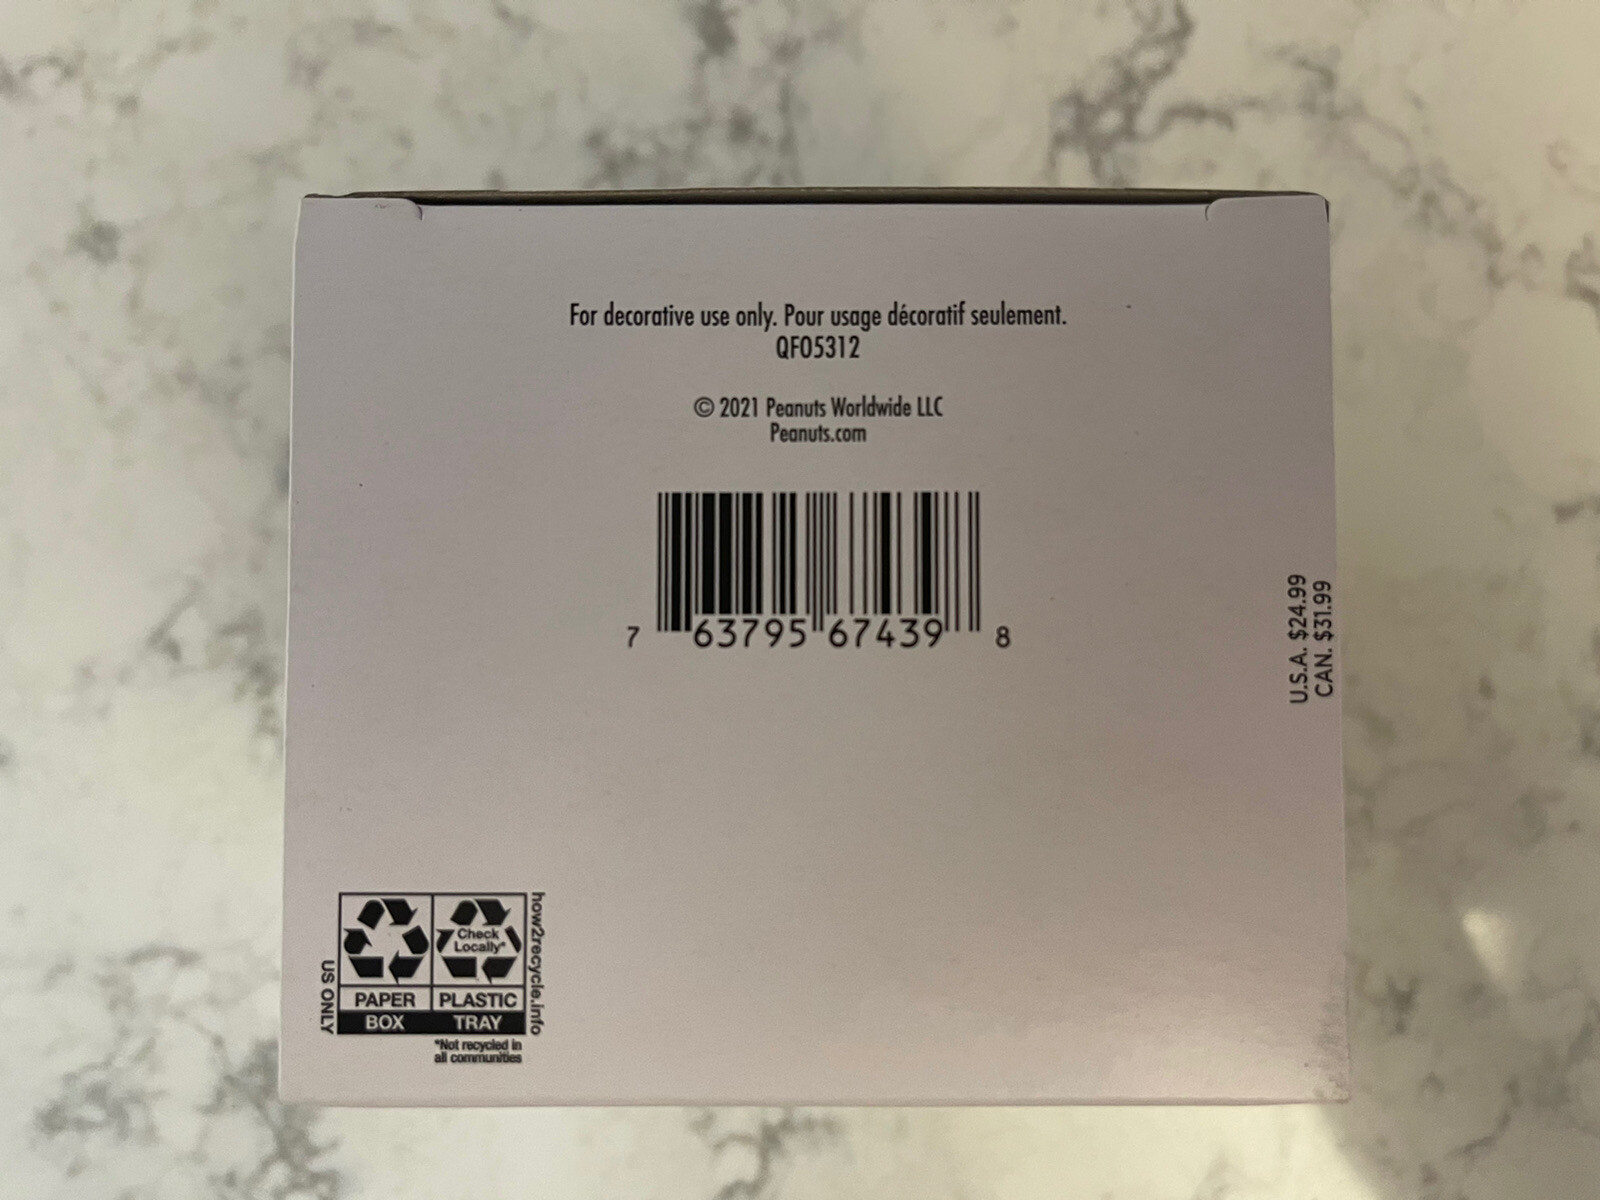 For decorative use only. Pour usage décoratif seulement.
QFO5312
© 2021 Peanuts Worldwide LLC
Peanuts.com
7 63795 67439 8
U.S.A. $24.99
CAN. $31.99
US ONLY
Check
Locally*
PAPER
PLASTIC
BOX
TRAY
how2recycle.info
*Not recycled in
all communities